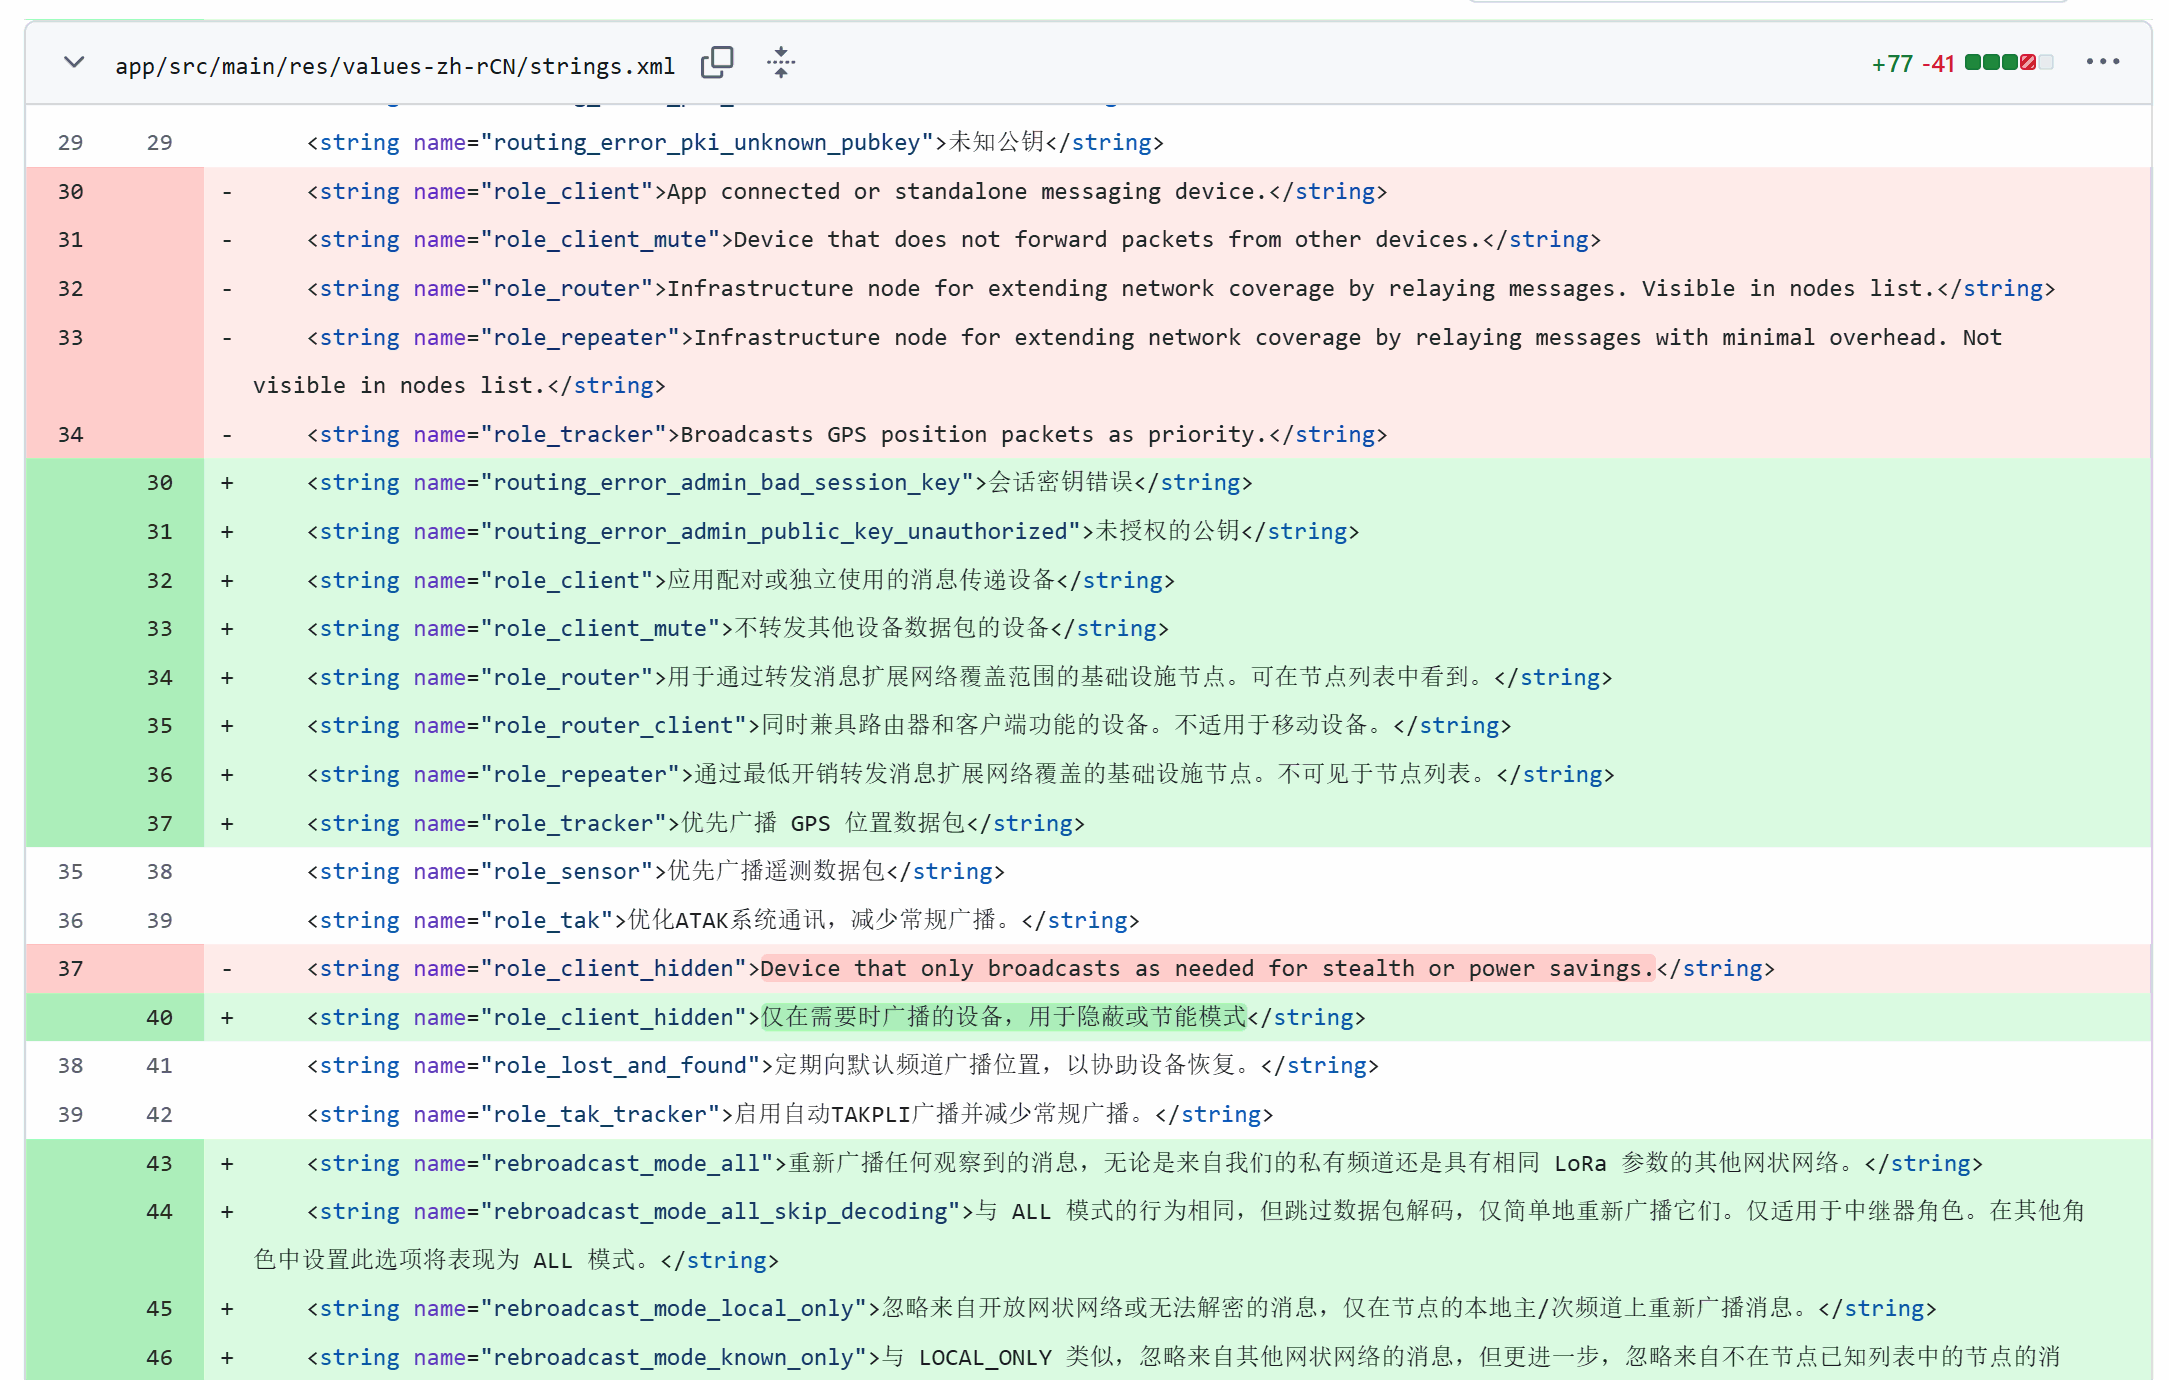 app/src/main/res/values-zh-rCN/strings.xml +77 -41
29 29 <string name="routing_error_pki_unknown_pubkey">未知公钥</string>
30 - <string name="role_client">App connected or standalone messaging device.</string>
31 - <string name="role_client_mute">Device that does not forward packets from other devices.</string>
32 - <string name="role_router">Infrastructure node for extending network coverage by relaying messages. Visible in nodes list.</string>
33 - <string name="role_repeater">Infrastructure node for extending network coverage by relaying messages with minimal overhead. Not
visible in nodes list.</string>
34 - <string name="role_tracker">Broadcasts GPS position packets as priority.</string>
30 + <string name="routing_error_admin_bad_session_key">会话密钥错误</string>
31 + <string name="routing_error_admin_public_key_unauthorized">未授权的公钥</string>
32 + <string name="role_client">应用配对或独立使用的消息传递设备</string>
33 + <string name="role_client_mute">不转发其他设备数据包的设备</string>
34 + <string name="role_router">用于通过转发消息扩展网络覆盖范围的基础设施节点。可在节点列表中看到。</string>
35 + <string name="role_router_client">同时兼具路由器和客户端功能的设备。不适用于移动设备。</string>
36 + <string name="role_repeater">通过最低开销转发消息扩展网络覆盖的基础设施节点。不可见于节点列表。</string>
37 + <string name="role_tracker">优先广播 GPS 位置数据包</string>
35 38 <string name="role_sensor">优先广播遥测数据包</string>
36 39 <string name="role_tak">优化ATAK系统通讯，减少常规广播。</string>
37 - <string name="role_client_hidden">Device that only broadcasts as needed for stealth or power savings.</string>
40 + <string name="role_client_hidden">仅在需要时广播的设备，用于隐蔽或节能模式</string>
38 41 <string name="role_lost_and_found">定期向默认频道广播位置，以协助设备恢复。</string>
39 42 <string name="role_tak_tracker">启用自动TAKPLI广播并减少常规广播。</string>
43 + <string name="rebroadcast_mode_all">重新广播任何观察到的消息，无论是来自我们的私有频道还是具有相同 LoRa 参数的其他网状网络。</string>
44 + <string name="rebroadcast_mode_all_skip_decoding">与 ALL 模式的行为相同，但跳过数据包解码，仅简单地重新广播它们。仅适用于中继器角色。在其他角
色中设置此选项将表现为 ALL 模式。</string>
45 + <string name="rebroadcast_mode_local_only">忽略来自开放网状网络或无法解密的消息，仅在节点的本地主/次频道上重新广播消息。</string>
46 + <string name="rebroadcast_mode_known_only">与 LOCAL_ONLY 类似，忽略来自其他网状网络的消息，但更进一步，忽略来自不在节点已知列表中的节点的消